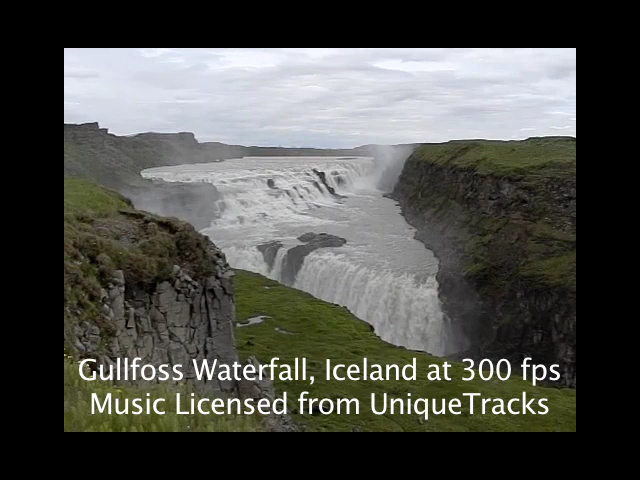 Gullfoss Waterfall, Iceland at 300 fps
Music Licensed from UniqueTracks